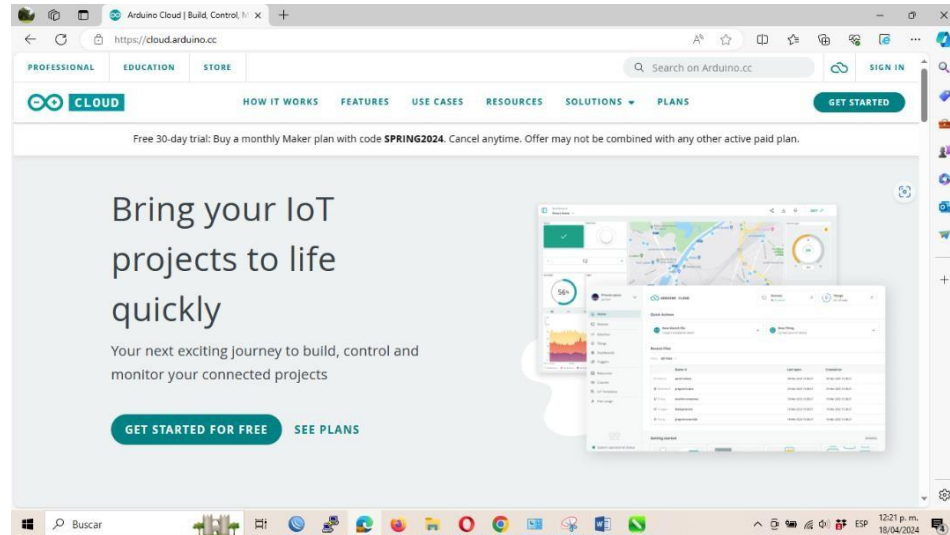 Arduino Cloud | Build, Control, M
https://cloud.arduino.cc
PROFESSIONAL EDUCATION STORE
Search on Arduino.cc
SIGN IN
CLOUD
HOW IT WORKS FEATURES USE CASES RESOURCES SOLUTIONS PLANS
GET STARTED
Free 30-day trial: Buy a monthly Maker plan with code SPRING2024. Cancel anytime. Offer may not be combined with any other active paid plan.
Bring your IoT
projects to life
quickly
Your next exciting journey to build, control and
monitor your connected projects
GET STARTED FOR FREE SEE PLANS
56%
ARDUINO CLOUD
Buscar
ESP
12:21 p. m.
18/04/2024